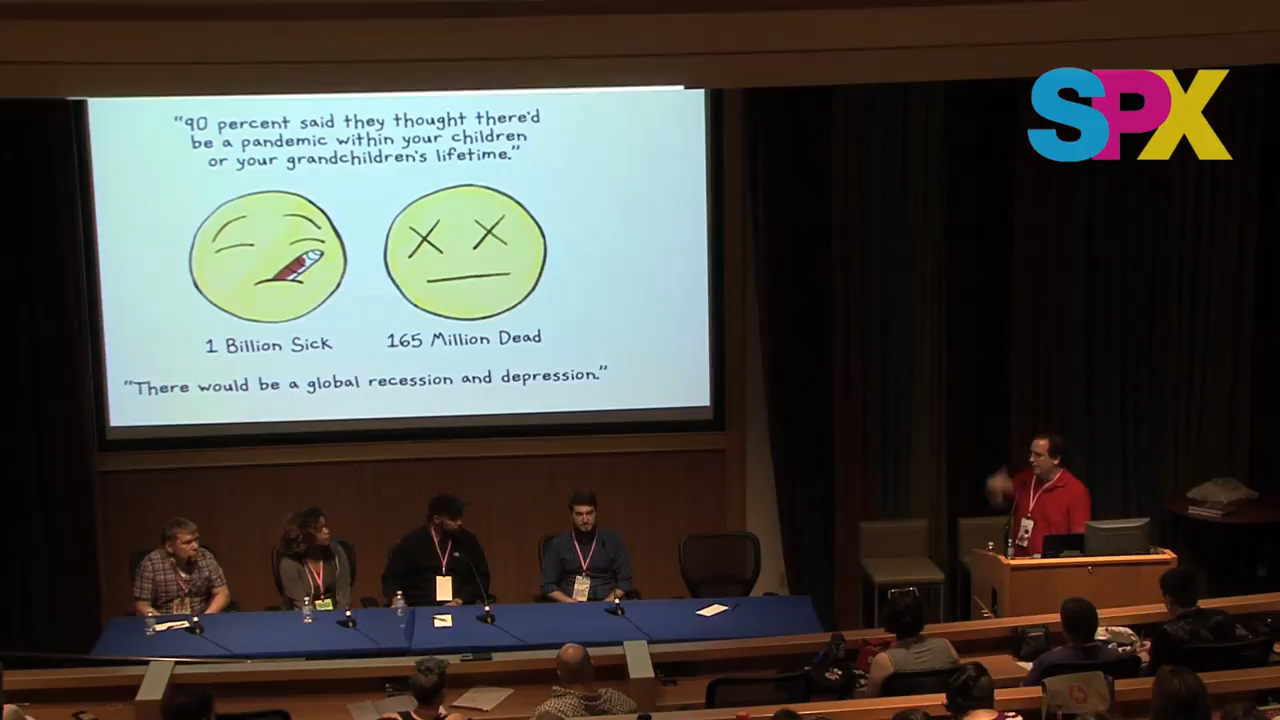 SPX
"90 percent said they thought there'd
be a pandemic within your children
or your grandchildren's lifetime."
1 Billion Sick
165 Million Dead
"There would be a global recession and depression."